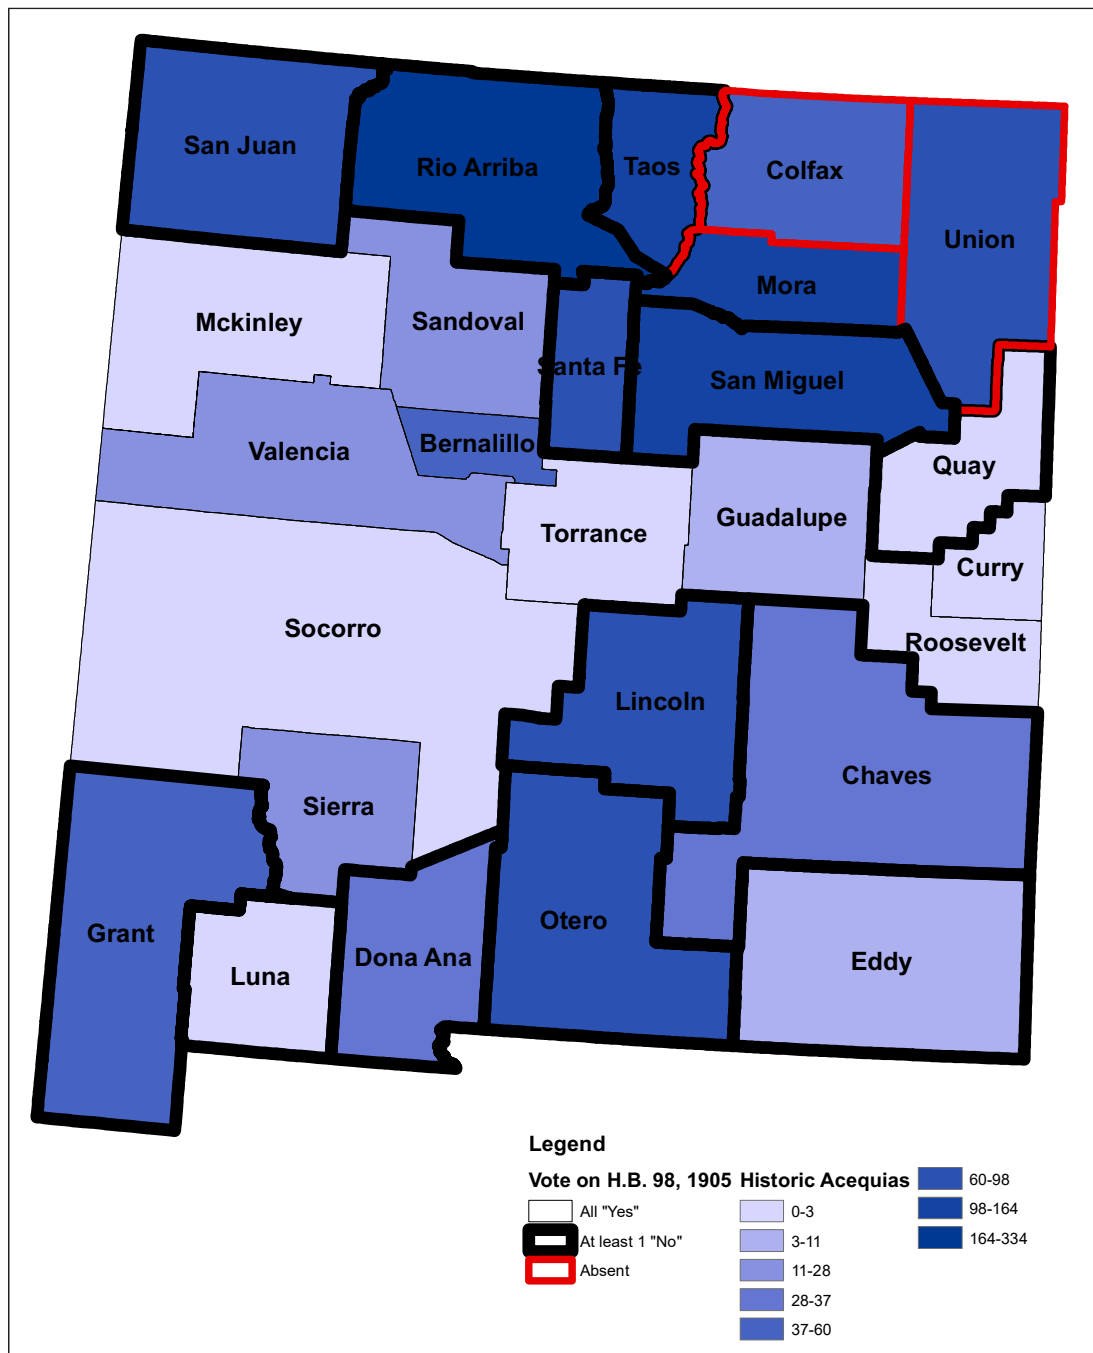 San Juan
Rio Arriba
Taos
Colfax
Union
Mora
Mckinley
Sandoval
Santa Fe
San Miguel
Valencia
Bernalillo
Quay
Torrance
Guadalupe
Curry
Socorro
Roosevelt
Lincoln
Chaves
Sierra
Grant
Otero
Dona Ana
Eddy
Luna
Legend
Vote on H.B. 98, 1905
All "Yes"
At least 1 "No"
Absent
Historic Acequias
0-3
3-11
11-28
28-37
37-60
60-98
98-164
164-334